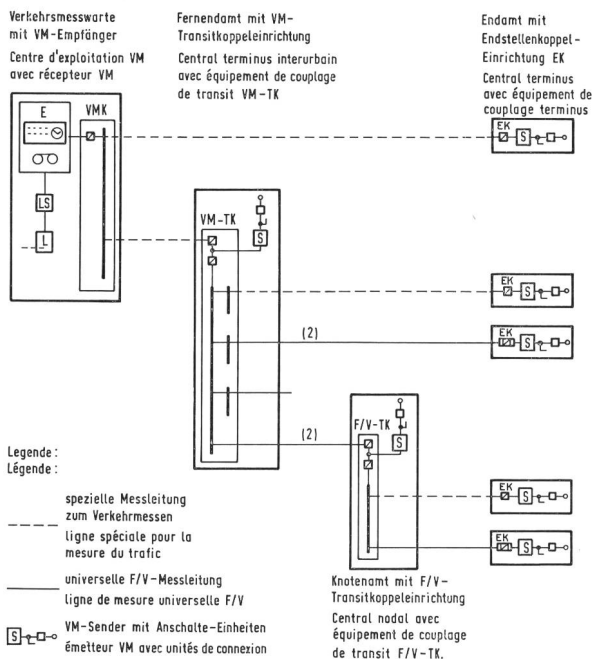 Verkehrsmesswarte
mit VM-Empfänger
Centre d'exploitation VM
avec récepteur VM
Fernendamt mit VM-
Transitkoppeleinrichtung
Central terminus interurbain
avec équipement de couplage
de transit VM-TK
Endamt mit
Endstellenkoppel-
Einrichtung EK
Central terminus
avec équipement de
couplage terminus
E
VMK
LS
L
EK
S
VM-TK
S
EK
S
(2)
EK
S
(2)
F/V-TK
S
EK
S
EK
S
Legende:
Légende:
spezielle Messleitung
zum Verkehrmessen
ligne spéciale pour la
mesure du trafic
universelle F/V-Messleitung
ligne de mesure universelle F/V
S
VM-Sender mit Anschalte-Einheiten
émetteur VM avec unités de connexion
Knotenamt mit F/V-
Transitkoppeleinrichtung
Central nodal avec
équipement de couplage
de transit F/V-TK.